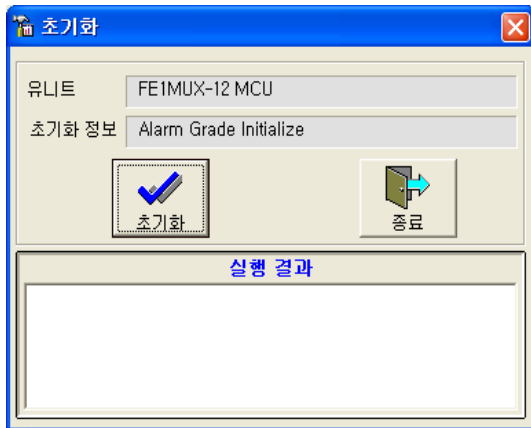 초기화
유니트 FE1MUX-12 MCU
초기화 정보 Alarm Grade Initialize
초기화 종료
실행 결과